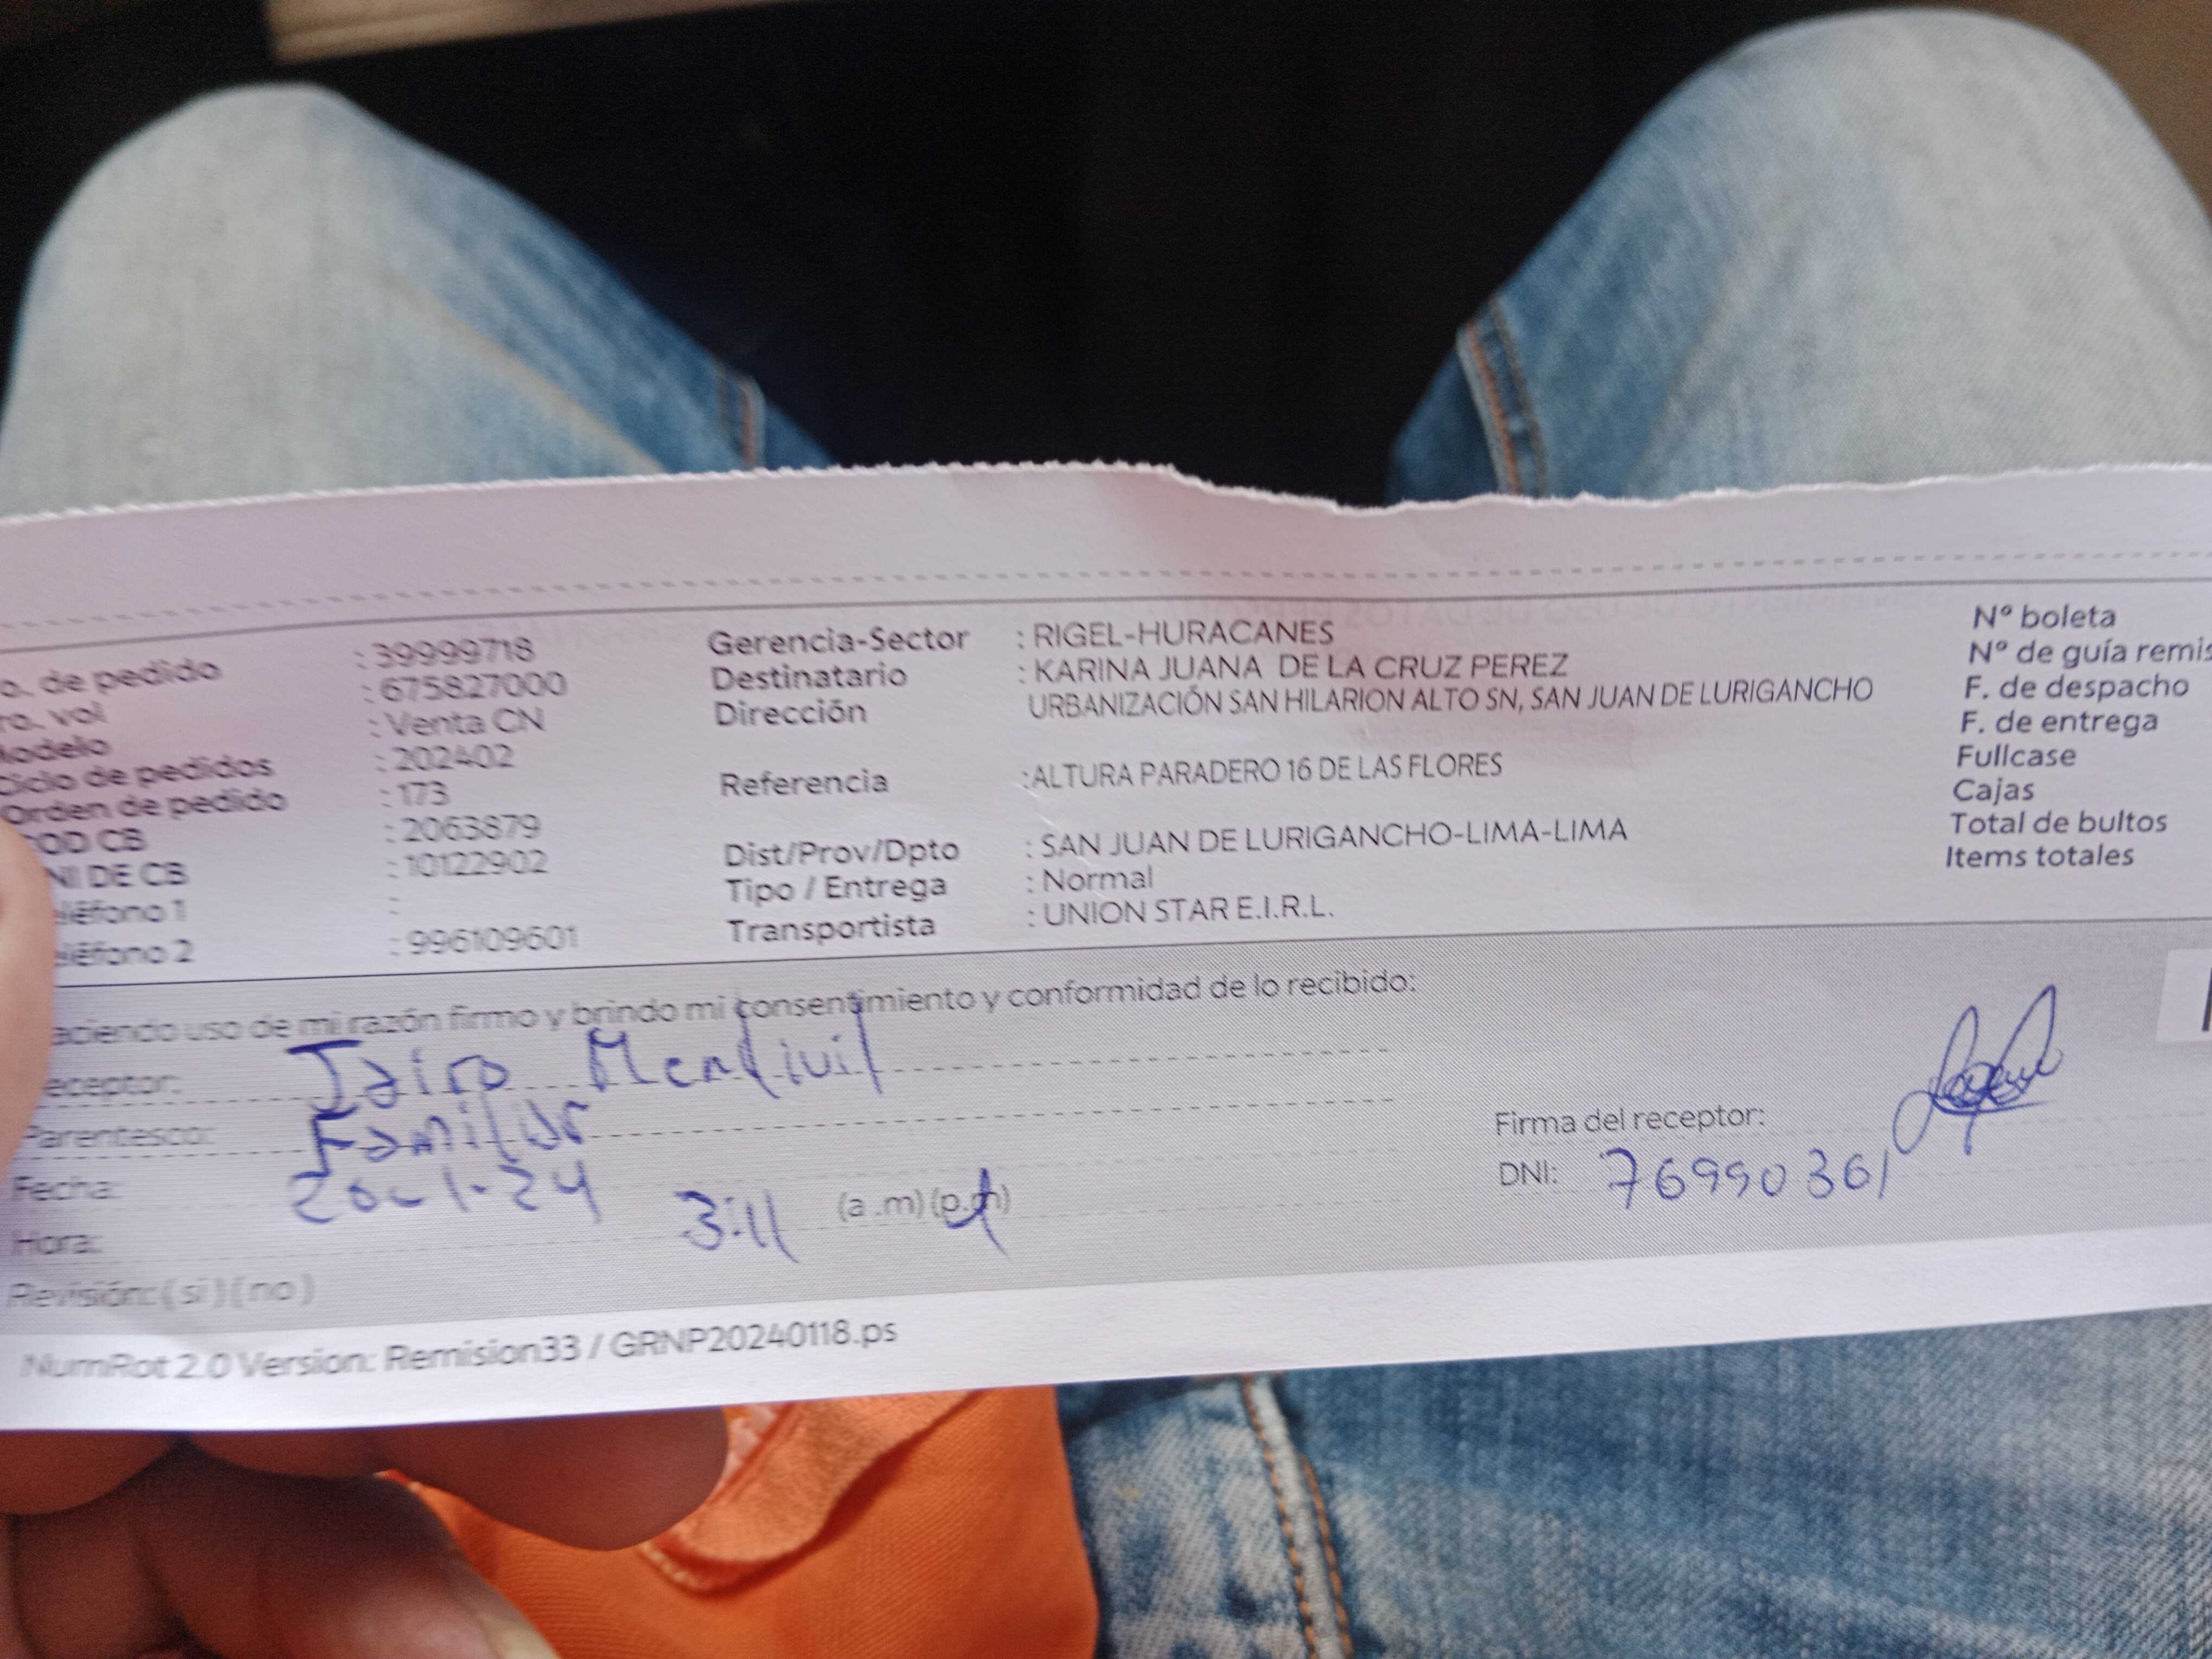 o. de pedido : 39999718
ro. vol : 675827000
Modelo : Venta CN
Ciclo de pedidos : 202402
Orden de pedido : 173
COD CB : 2063879
NI DE CB : 10122902
eléfono 1 :
eléfono 2 : 996109601
Gerencia-Sector : RIGEL-HURACANES
Destinatario : KARINA JUANA DE LA CRUZ PEREZ
Dirección URBANIZACIÓN SAN HILARION ALTO SN, SAN JUAN DE LURIGANCHO
Referencia :ALTURA PARADERO 16 DE LAS FLORES
Dist/Prov/Dpto : SAN JUAN DE LURIGANCHO-LIMA-LIMA
Tipo / Entrega : Normal
Transportista : UNION STAR E.I.R.L.
Nº boleta
Nº de guía remis
F. de despacho
F. de entrega
Fullcase
Cajas
Total de bultos
Items totales
aciendo uso de mi razón firmo y brindo mi consentimiento y conformidad de lo recibido:
eceptor: Jairo Mendivil
Parentesco: Familiar
Fecha:
Hora: 3:11 (a .m) (p.m)
Revisión: ( si ) ( no )
Firma del receptor:
DNI: 76990361
NumRot 2.0 Version: Remision33 / GRNP20240118.ps